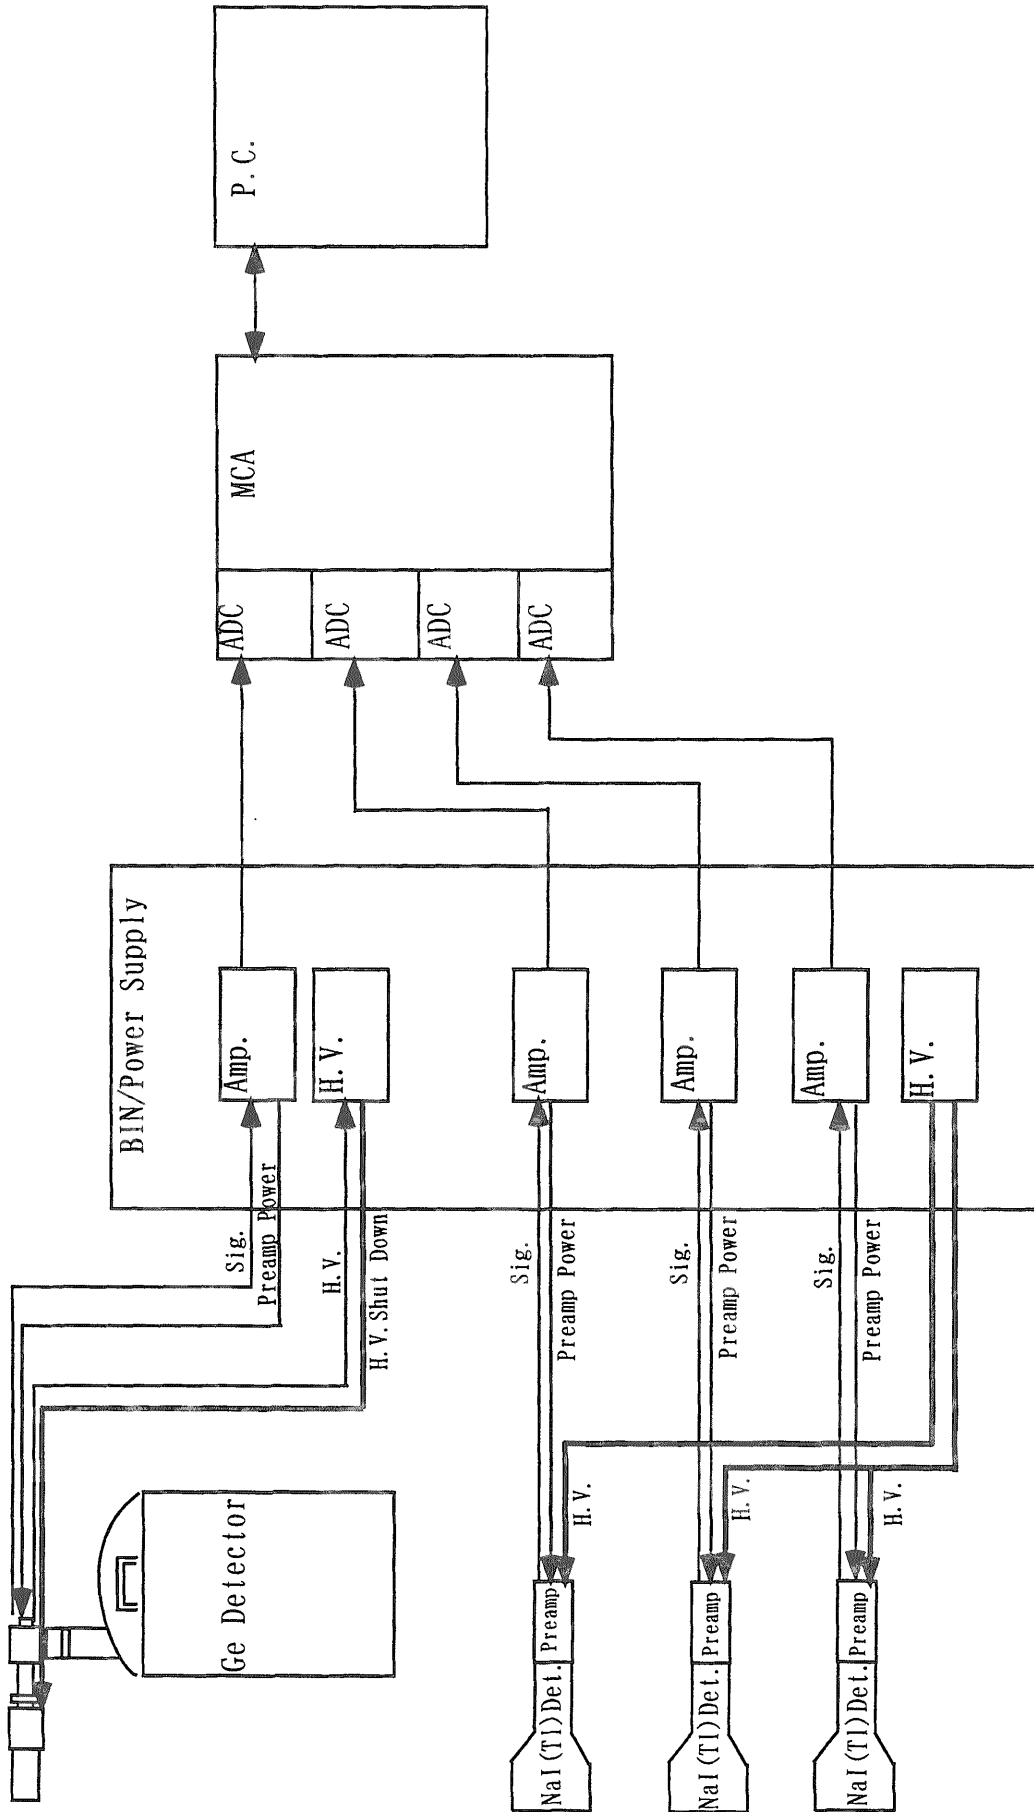 Ge Detector
NaI(Tl)Det.
Preamp
NaI(Tl)Det.
Preamp
NaI(Tl)Det.
Preamp
Sig.
Preamp Power
H.V.
H.V.Shut Down
Sig.
Preamp Power
H.V.
Sig.
Preamp Power
H.V.
Sig.
Preamp Power
H.V.
BIN/Power Supply
Amp.
H.V.
Amp.
Amp.
Amp.
H.V.
ADC
ADC
ADC
ADC
MCA
P.C.